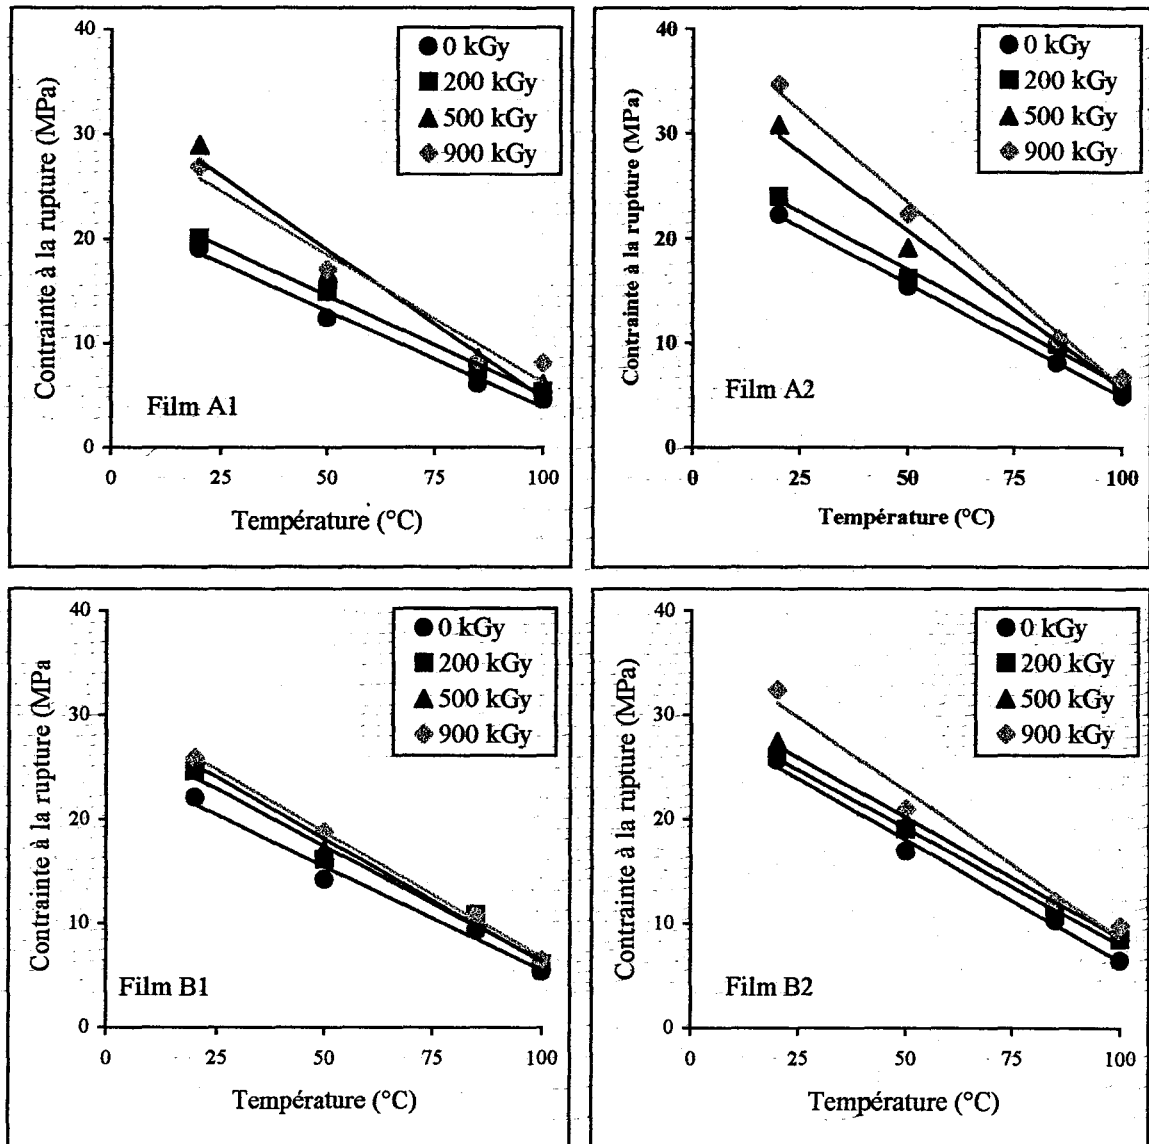 40
30
20
10
0
0 25 50 75 100
Contrainte à la rupture (MPa)
Température (°C)
0 kGy
200 kGy
500 kGy
900 kGy
Film A1
40
30
20
10
0
0 25 50 75 100
Contrainte à la rupture (MPa)
Température (°C)
0 kGy
200 kGy
500 kGy
900 kGy
Film A2
40
30
20
10
0
0 25 50 75 100
Contrainte à la rupture (MPa
Température (°C)
0 kGy
200 kGy
500 kGy
900 kGy
Film B1
40
30
20
10
0
0 25 50 75 100
Contrainte à la rupture (MPa)
Température (°C)
0 kGy
200 kGy
500 kGy
900 kGy
Film B2